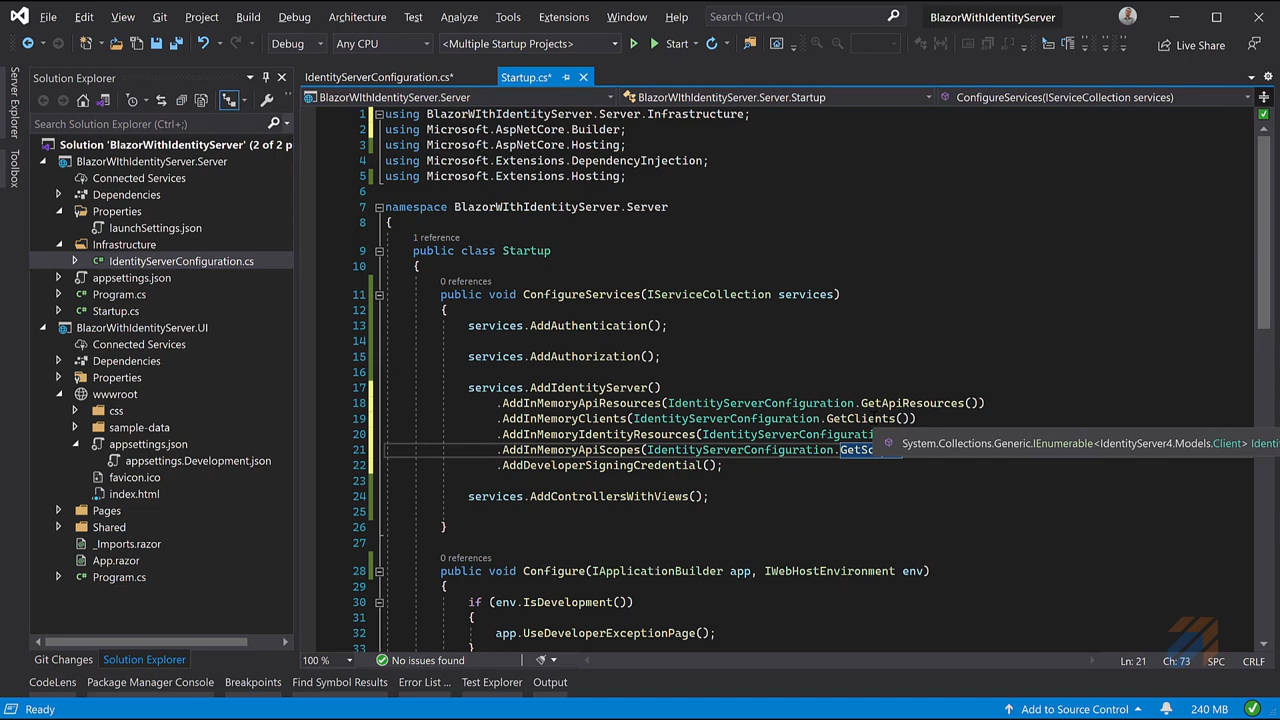 File Edit View Git Project Build Debug Architecture Test Analyze Tools Extensions Window Help Search (Ctrl+Q) BlazorWithIdentityServer
Debug Any CPU <Multiple Startup Projects> Start Live Share
Server Explorer
Toolbox
Solution Explorer
Search Solution Explorer (Ctrl+;)
Solution 'BlazorWithIdentityServer' (2 of 2 p
BlazorWIthIdentityServer.Server
Connected Services
Dependencies
Properties
launchSettings.json
Infrastructure
C# IdentityServerConfiguration.cs
appsettings.json
C# Program.cs
C# Startup.cs
BlazorWithIdentityServer.UI
Connected Services
Dependencies
Properties
wwwroot
css
sample-data
appsettings.json
appsettings.Development.json
favicon.ico
index.html
Pages
Shared
_Imports.razor
App.razor
C# Program.cs
Git Changes Solution Explorer
IdentityServerConfiguration.cs* Startup.cs*
BlazorWIthIdentityServer.Server BlazorWIthIdentityServer.Server.Startup ConfigureServices(IServiceCollection services)
1 using BlazorWIthIdentityServer.Server.Infrastructure;
2 using Microsoft.AspNetCore.Builder;
3 using Microsoft.AspNetCore.Hosting;
4 using Microsoft.Extensions.DependencyInjection;
5 using Microsoft.Extensions.Hosting;
6
7 namespace BlazorWIthIdentityServer.Server
8 {
1 reference
9 public class Startup
10 {
0 references
11 public void ConfigureServices(IServiceCollection services)
12 {
13 services.AddAuthentication();
14
15 services.AddAuthorization();
16
17 services.AddIdentityServer()
18 .AddInMemoryApiResources(IdentityServerConfiguration.GetApiResources())
19 .AddInMemoryClients(IdentityServerConfiguration.GetClients())
20 .AddInMemoryIdentityResources(IdentityServerConfigurati
System.Collections.Generic.IEnumerable<IdentityServer4.Models.Client> Identi
21 .AddInMemoryApiScopes(IdentityServerConfiguration.GetSc
22 .AddDeveloperSigningCredential();
23
24 services.AddControllersWithViews();
25
26 }
27
0 references
28 public void Configure(IApplicationBuilder app, IWebHostEnvironment env)
29 {
30 if (env.IsDevelopment())
31 {
32 app.UseDeveloperExceptionPage();
33 }
100 % No issues found Ln: 21 Ch: 73 SPC CRLF
CodeLens Package Manager Console Breakpoints Find Symbol Results Error List ... Test Explorer Output
Ready Add to Source Control 240 MB